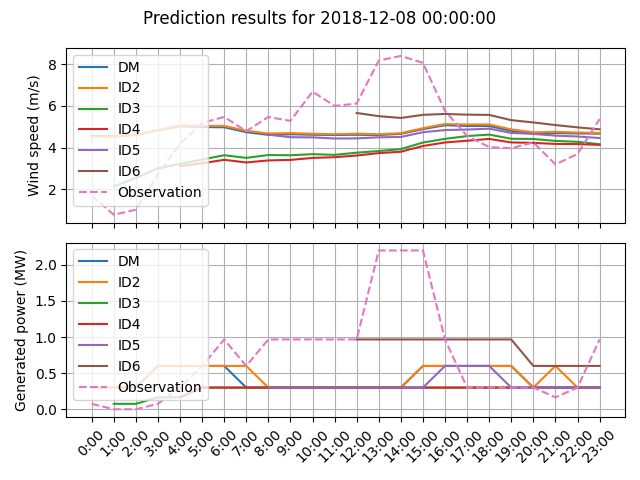 Prediction results for 2018-12-08 00:00:00
Wind speed (m/s)
8
6
4
2
DM
ID2
ID3
ID4
ID5
ID6
Observation
Generated power (MW)
2.0
1.5
1.0
0.5
0.0
DM
ID2
ID3
ID4
ID5
ID6
Observation
0:00
1:00
2:00
3:00
4:00
5:00
6:00
7:00
8:00
9:00
10:00
11:00
12:00
13:00
14:00
15:00
16:00
17:00
18:00
19:00
20:00
21:00
22:00
23:00